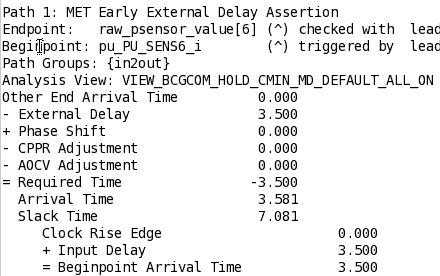 Path 1: MET Early External Delay Assertion
Endpoint:   raw_psensor_value[6] (^) checked with  lead
Beginpoint: pu_PU_SENS6_i        (^) triggered by  lead
Path Groups: {in2out}
Analysis View: VIEW_BCGCOM_HOLD_CMIN_MD_DEFAULT_ALL_ON
Other End Arrival Time          0.000
- External Delay                3.500
+ Phase Shift                   0.000
- CPPR Adjustment               0.000
- AOCV Adjustment               0.000
= Required Time                -3.500
  Arrival Time                  3.581
  Slack Time                    7.081
     Clock Rise Edge                      0.000
     + Input Delay                        3.500
     = Beginpoint Arrival Time            3.500